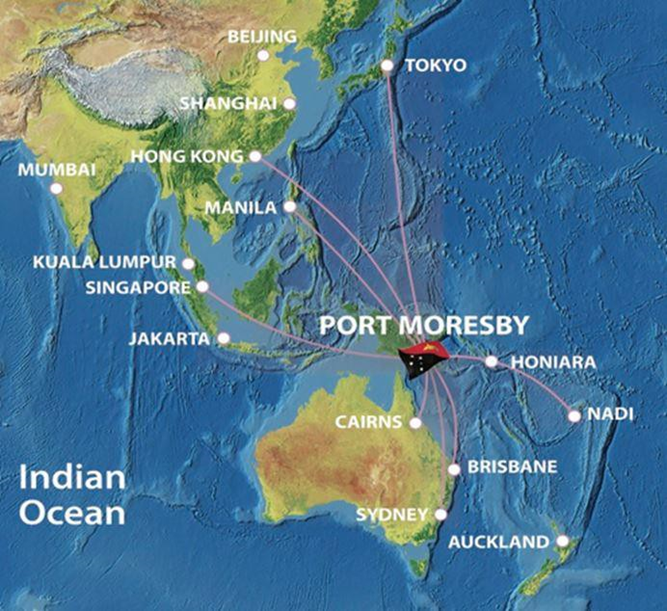 BEIJING
TOKYO
SHANGHAI
HONG KONG
MUMBAI
MANILA
KUALA LUMPUR
SINGAPORE
PORT MORESBY
JAKARTA
HONIARA
NADI
CAIRNS
BRISBANE
Indian
Ocean
SYDNEY
AUCKLAND